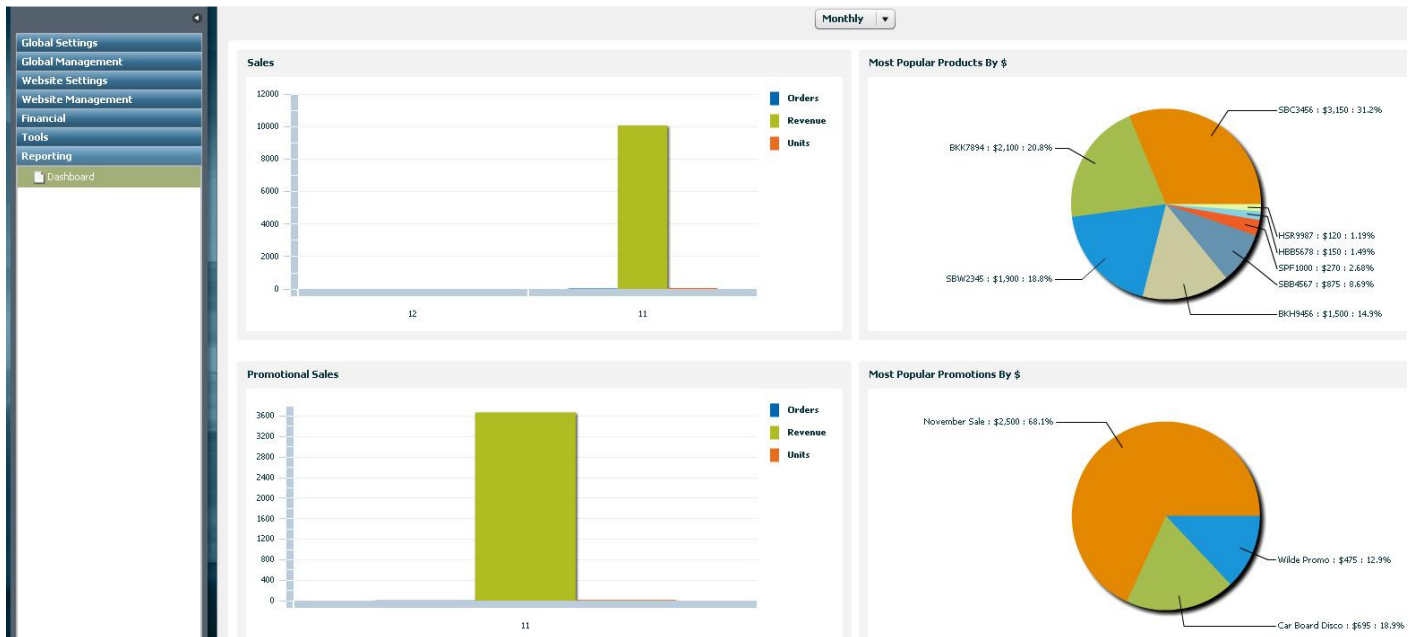 Monthly
Global Settings
Global Management
Website Settings
Website Management
Financial
Tools
Reporting
Dashboard
Sales
12000
10000
8000
6000
4000
2000
0
12
11
Orders
Revenue
Units
Most Popular Products By $
SBC3456 : $3,150 : 31.2%
BKK7894 : $2,100 : 20.8%
HSR9987 : $120 : 1.19%
HBB5678 : $150 : 1.49%
SPF1000 : $270 : 2.68%
SBW2345 : $1,900 : 18.8%
SBB4567 : $875 : 8.69%
BKH9456 : $1,500 : 14.9%
Promotional Sales
3600
3200
2800
2400
2000
1600
1200
800
400
0
11
Orders
Revenue
Units
Most Popular Promotions By $
November Sale : $2,500 : 68.1%
Wilde Promo : $475 : 12.9%
Car Board Disco : $695 : 18.9%